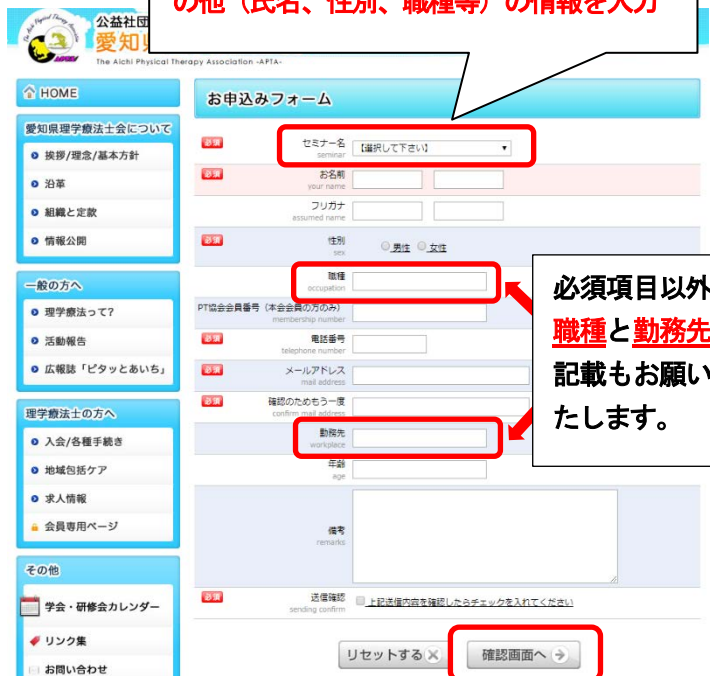 の他（氏名、性別、職種等）の情報を入力
公益社団
愛知
The Aichi Physical Therapy Association -APTA-
HOME
愛知県理学療法士会について
挨拶/理念/基本方針
沿革
組織と定款
情報公開
一般の方へ
理学療法って?
活動報告
広報誌「ピタッとあいち」
理学療法士の方へ
入会/各種手続き
地域包括ケア
求人情報
会員専用ページ
その他
学会・研修会カレンダー
リンク集
お問い合わせ
お申込みフォーム
必須 セミナー名 【選択して下さい】
seminar
必須 お名前
your name
フリガナ
assumed name
必須 性別 男性 女性
sex
職種
occupation
PT協会会員番号（本会会員の方のみ）
membership number
必須 電話番号
telephone number
必須 メールアドレス
mail address
必須 確認のためもう一度
confirm mail address
勤務先
workplace
年齢
age
備考
remarks
必須 送信確認 上記送信内容を確認したらチェックを入れてください
sending confirm
リセットする 確認画面へ
必須項目以外
職種と勤務先
記載もお願い
たします。